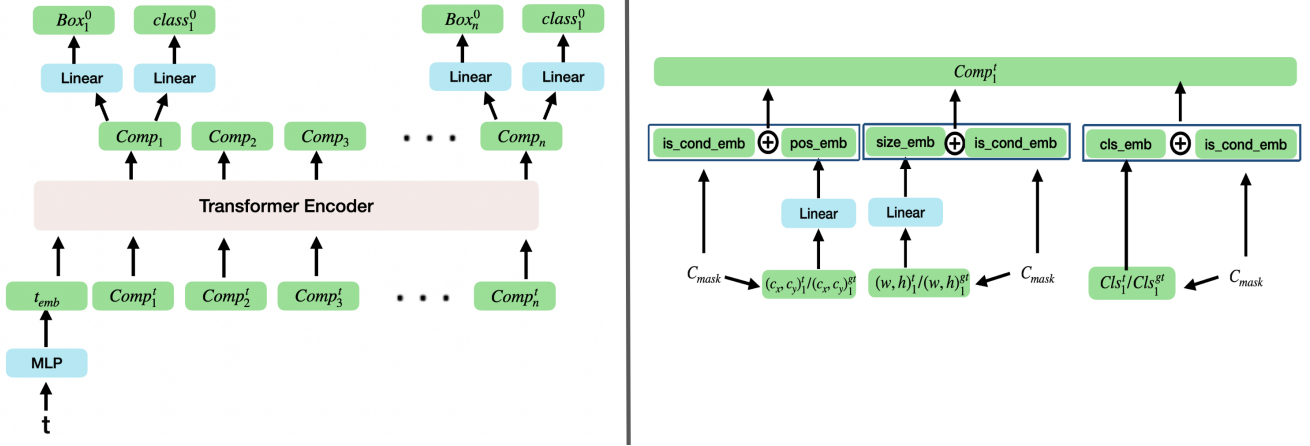 Box_1^0 class_1^0 Box_n^0 class_1^0
Linear Linear Linear Linear
Comp_1 Comp_2 Comp_3 . . . Comp_n
Transformer Encoder
t_emb Comp_1^t Comp_2^t Comp_3^t . . . Comp_n^t
MLP
t
Comp_1^t
is_cond_emb + pos_emb size_emb + is_cond_emb cls_emb + is_cond_emb
Linear Linear
C_mask (c_x, c_y)_1^t/(c_x, c_y)_1^gt (w, h)_1^t/(w, h)_1^gt C_mask Cls_1^t/Cls_1^gt C_mask